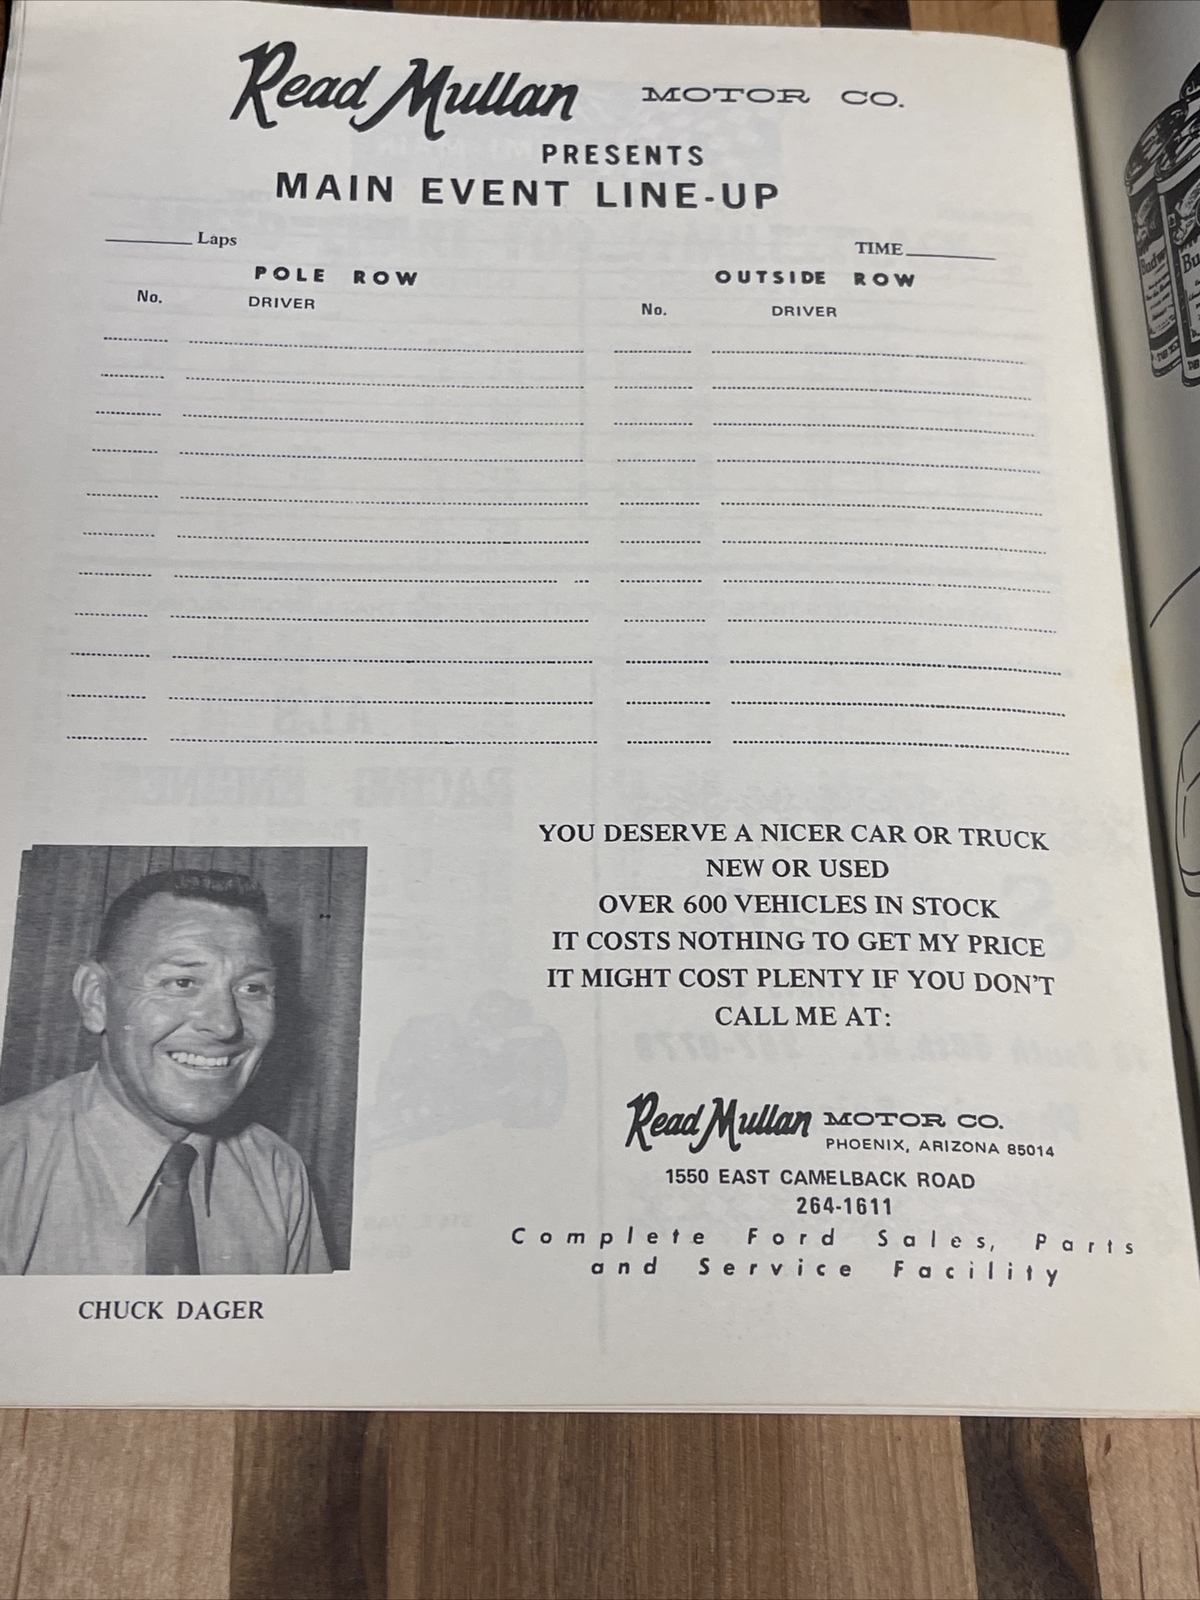 Read Mullan MOTOR CO.
PRESENTS
MAIN EVENT LINE-UP
Laps TIME
POLE ROW OUTSIDE ROW
No. DRIVER No. DRIVER
YOU DESERVE A NICER CAR OR TRUCK
NEW OR USED
OVER 600 VEHICLES IN STOCK
IT COSTS NOTHING TO GET MY PRICE
IT MIGHT COST PLENTY IF YOU DON'T
CALL ME AT:
Read Mullan MOTOR CO.
PHOENIX, ARIZONA 85014
1550 EAST CAMELBACK ROAD
264-1611
Complete Ford Sales, Parts
and Service Facility
CHUCK DAGER